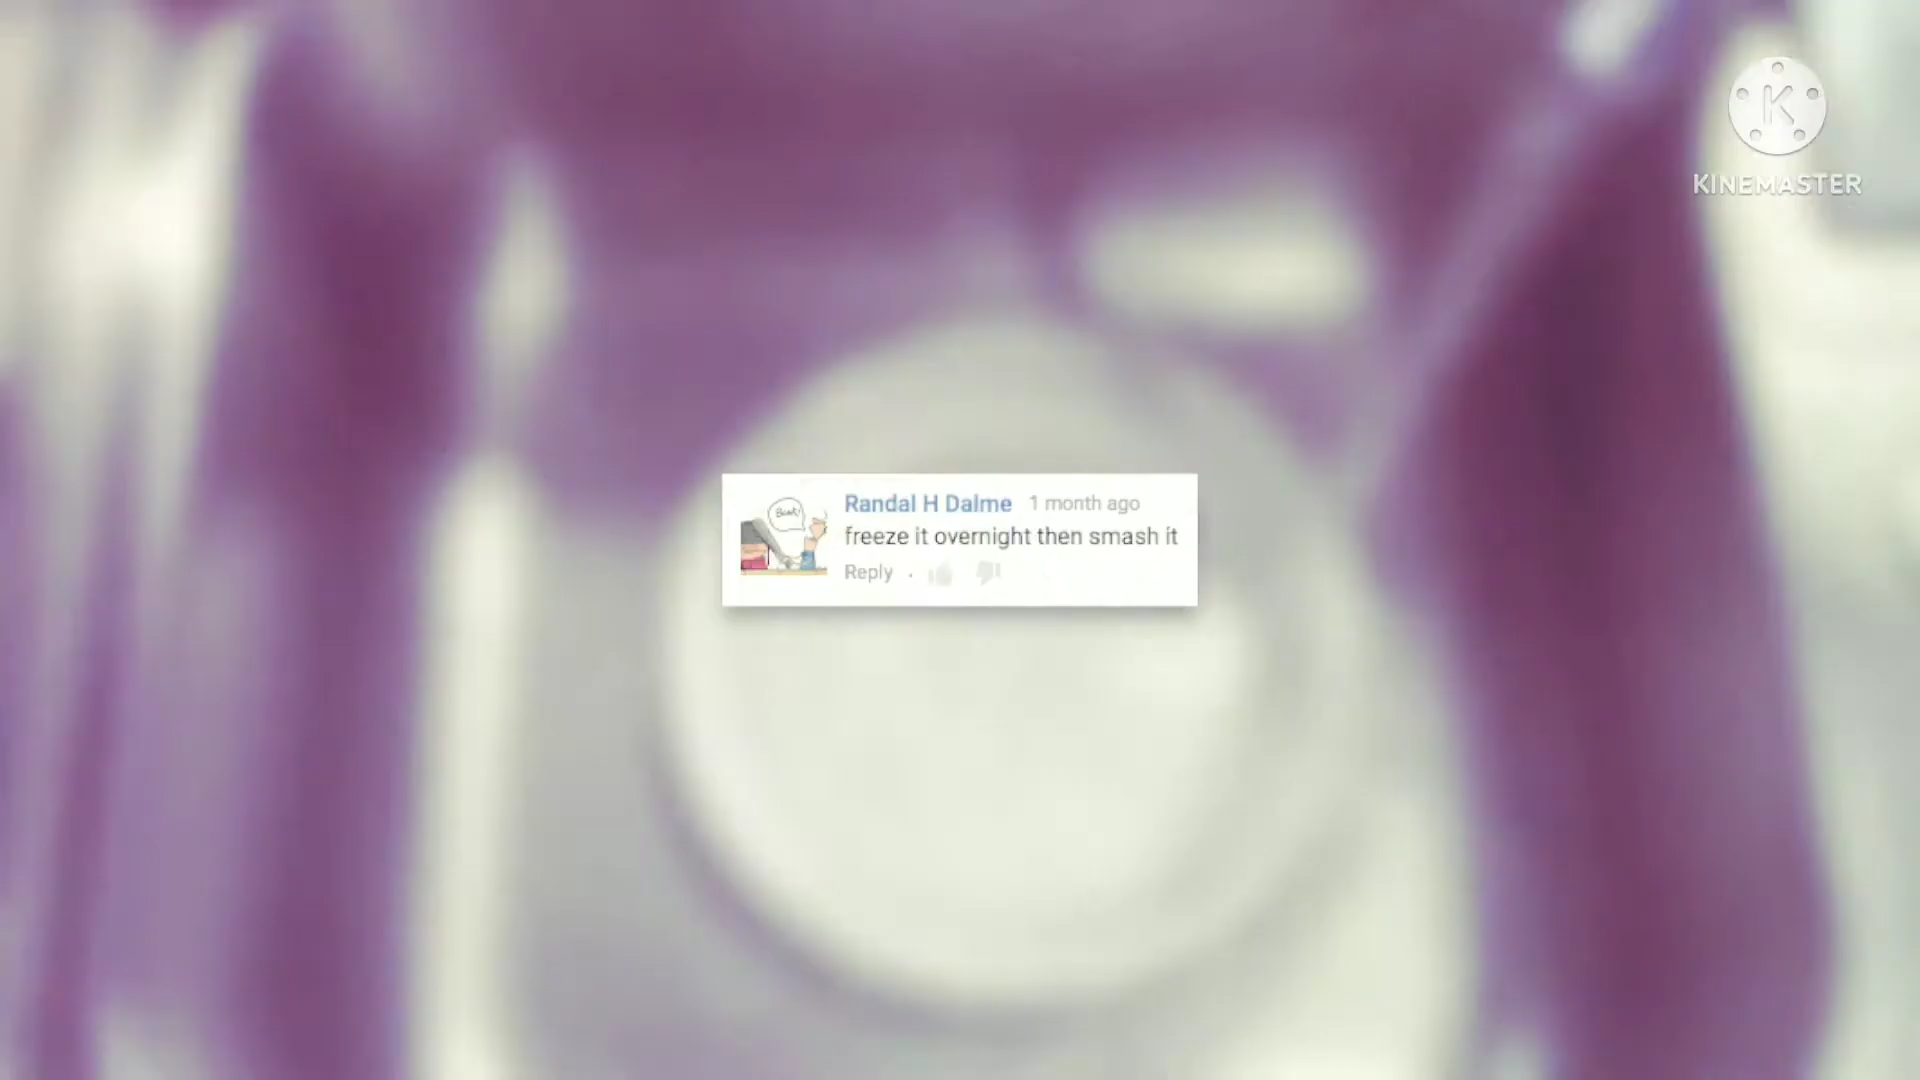 K
KINEMASTER
Randal H Dalme 1 month ago
freeze it overnight then smash it
Reply .